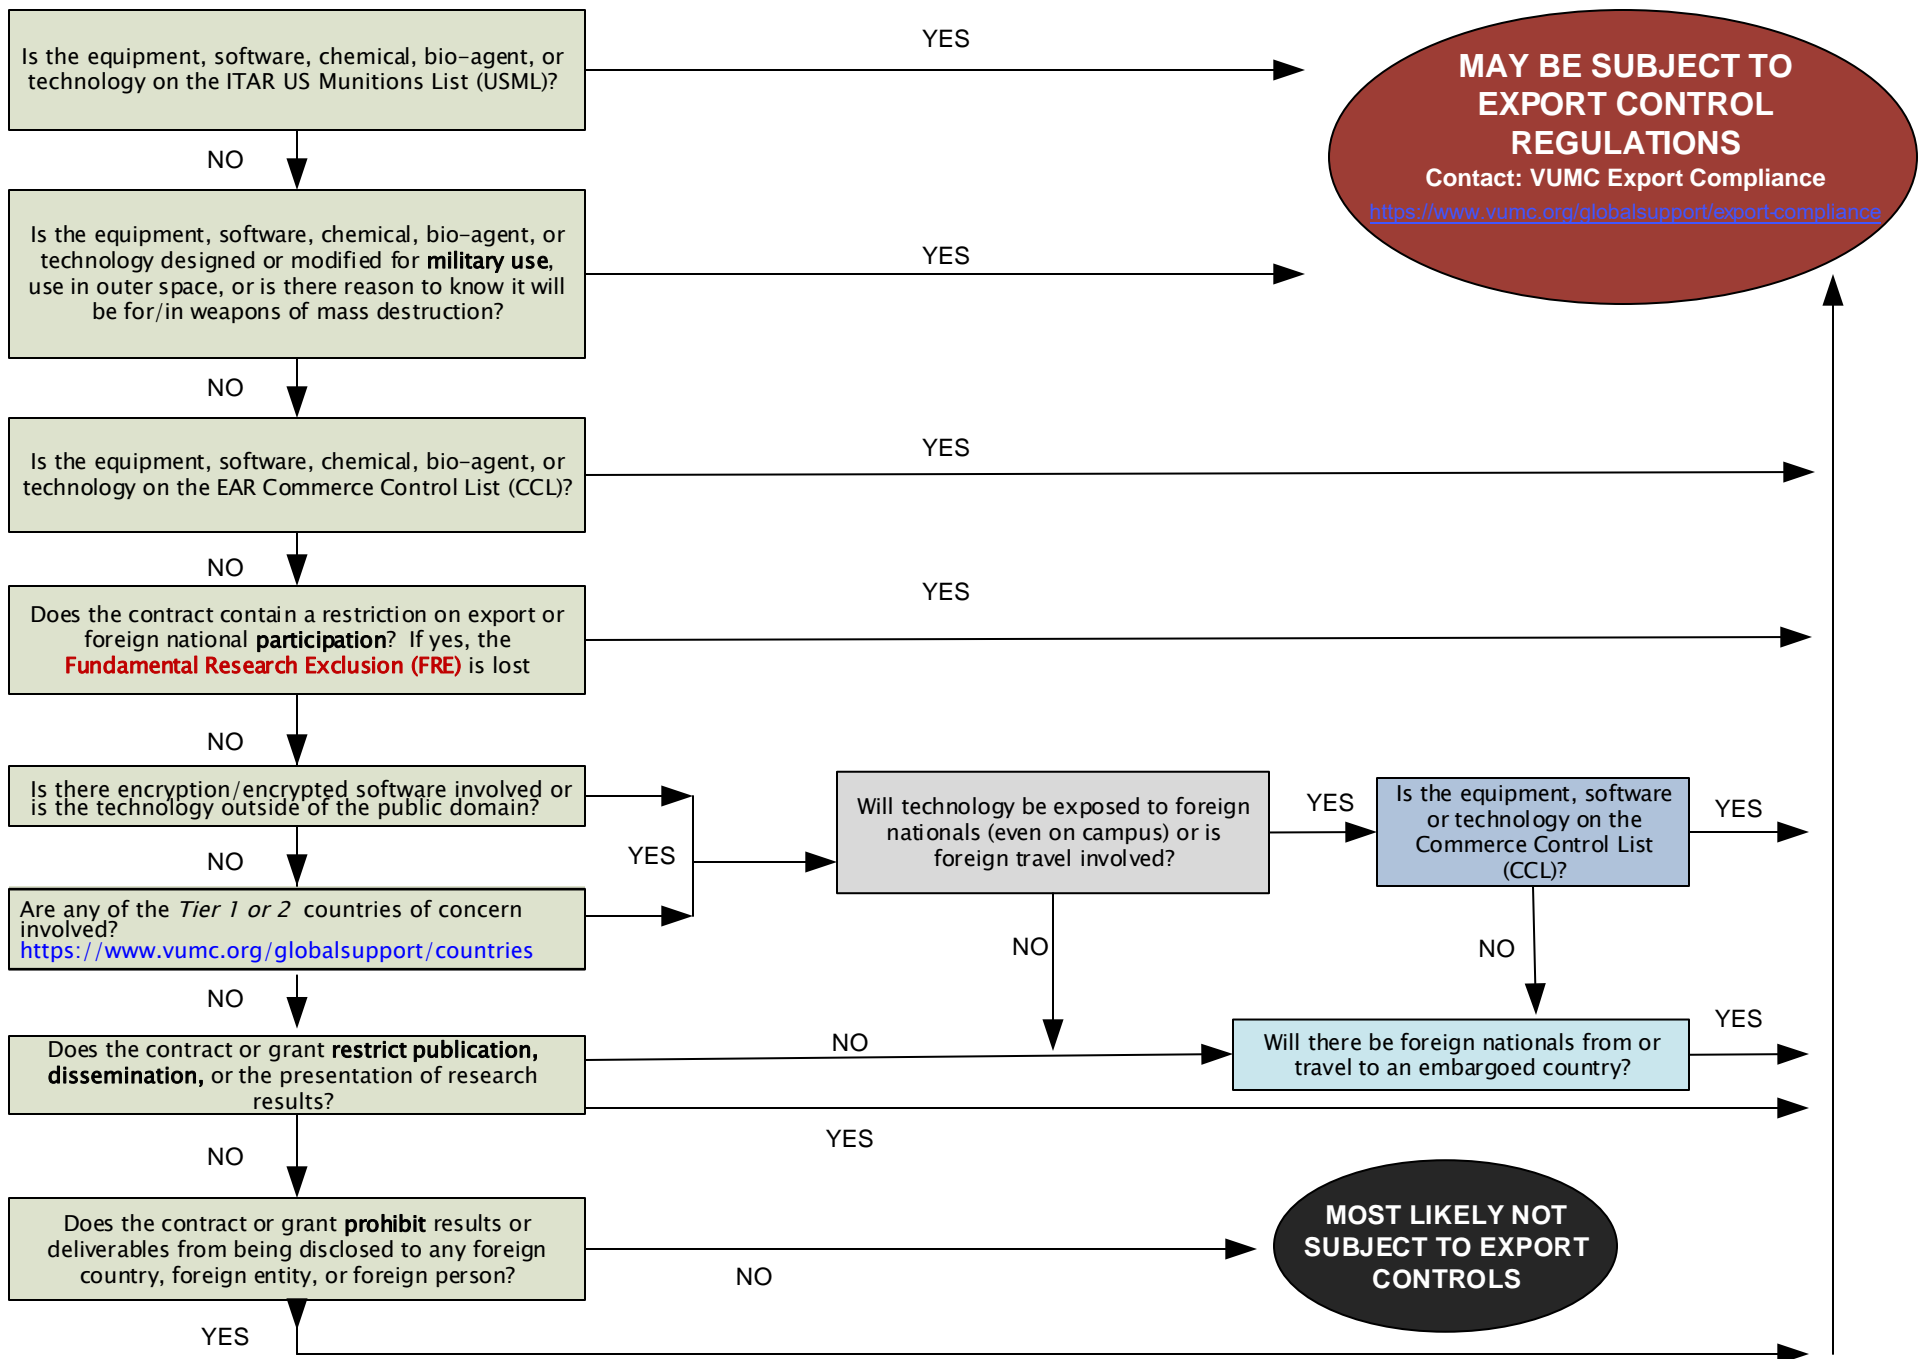 Is the equipment, software, chemical, bio-agent, or
technology on the ITAR US Munitions List (USML)?
YES
MAY BE SUBJECT TO
EXPORT CONTROL
REGULATIONS
Contact: VUMC Export Compliance
https://www.vumc.org/globalsupport/export-compliance
NO
Is the equipment, software, chemical, bio-agent, or
technology designed or modified for military use,
use in outer space, or is there reason to know it will
be for/in weapons of mass destruction?
YES
NO
Is the equipment, software, chemical, bio-agent, or
technology on the EAR Commerce Control List (CCL)?
YES
NO
Does the contract contain a restriction on export or
foreign national participation? If yes, the
Fundamental Research Exclusion (FRE) is lost
YES
NO
Is there encryption/encrypted software involved or
is the technology outside of the public domain?
NO
Are any of the Tier 1 or 2 countries of concern
involved?
https://www.vumc.org/globalsupport/countries
YES
Will technology be exposed to foreign
nationals (even on campus) or is
foreign travel involved?
YES
Is the equipment, software
or technology on the
Commerce Control List
(CCL)?
YES
NO
NO
NO
Does the contract or grant restrict publication,
dissemination, or the presentation of research
results?
NO
Will there be foreign nationals from or
travel to an embargoed country?
YES
YES
NO
Does the contract or grant prohibit results or
deliverables from being disclosed to any foreign
country, foreign entity, or foreign person?
NO
MOST LIKELY NOT
SUBJECT TO EXPORT
CONTROLS
YES